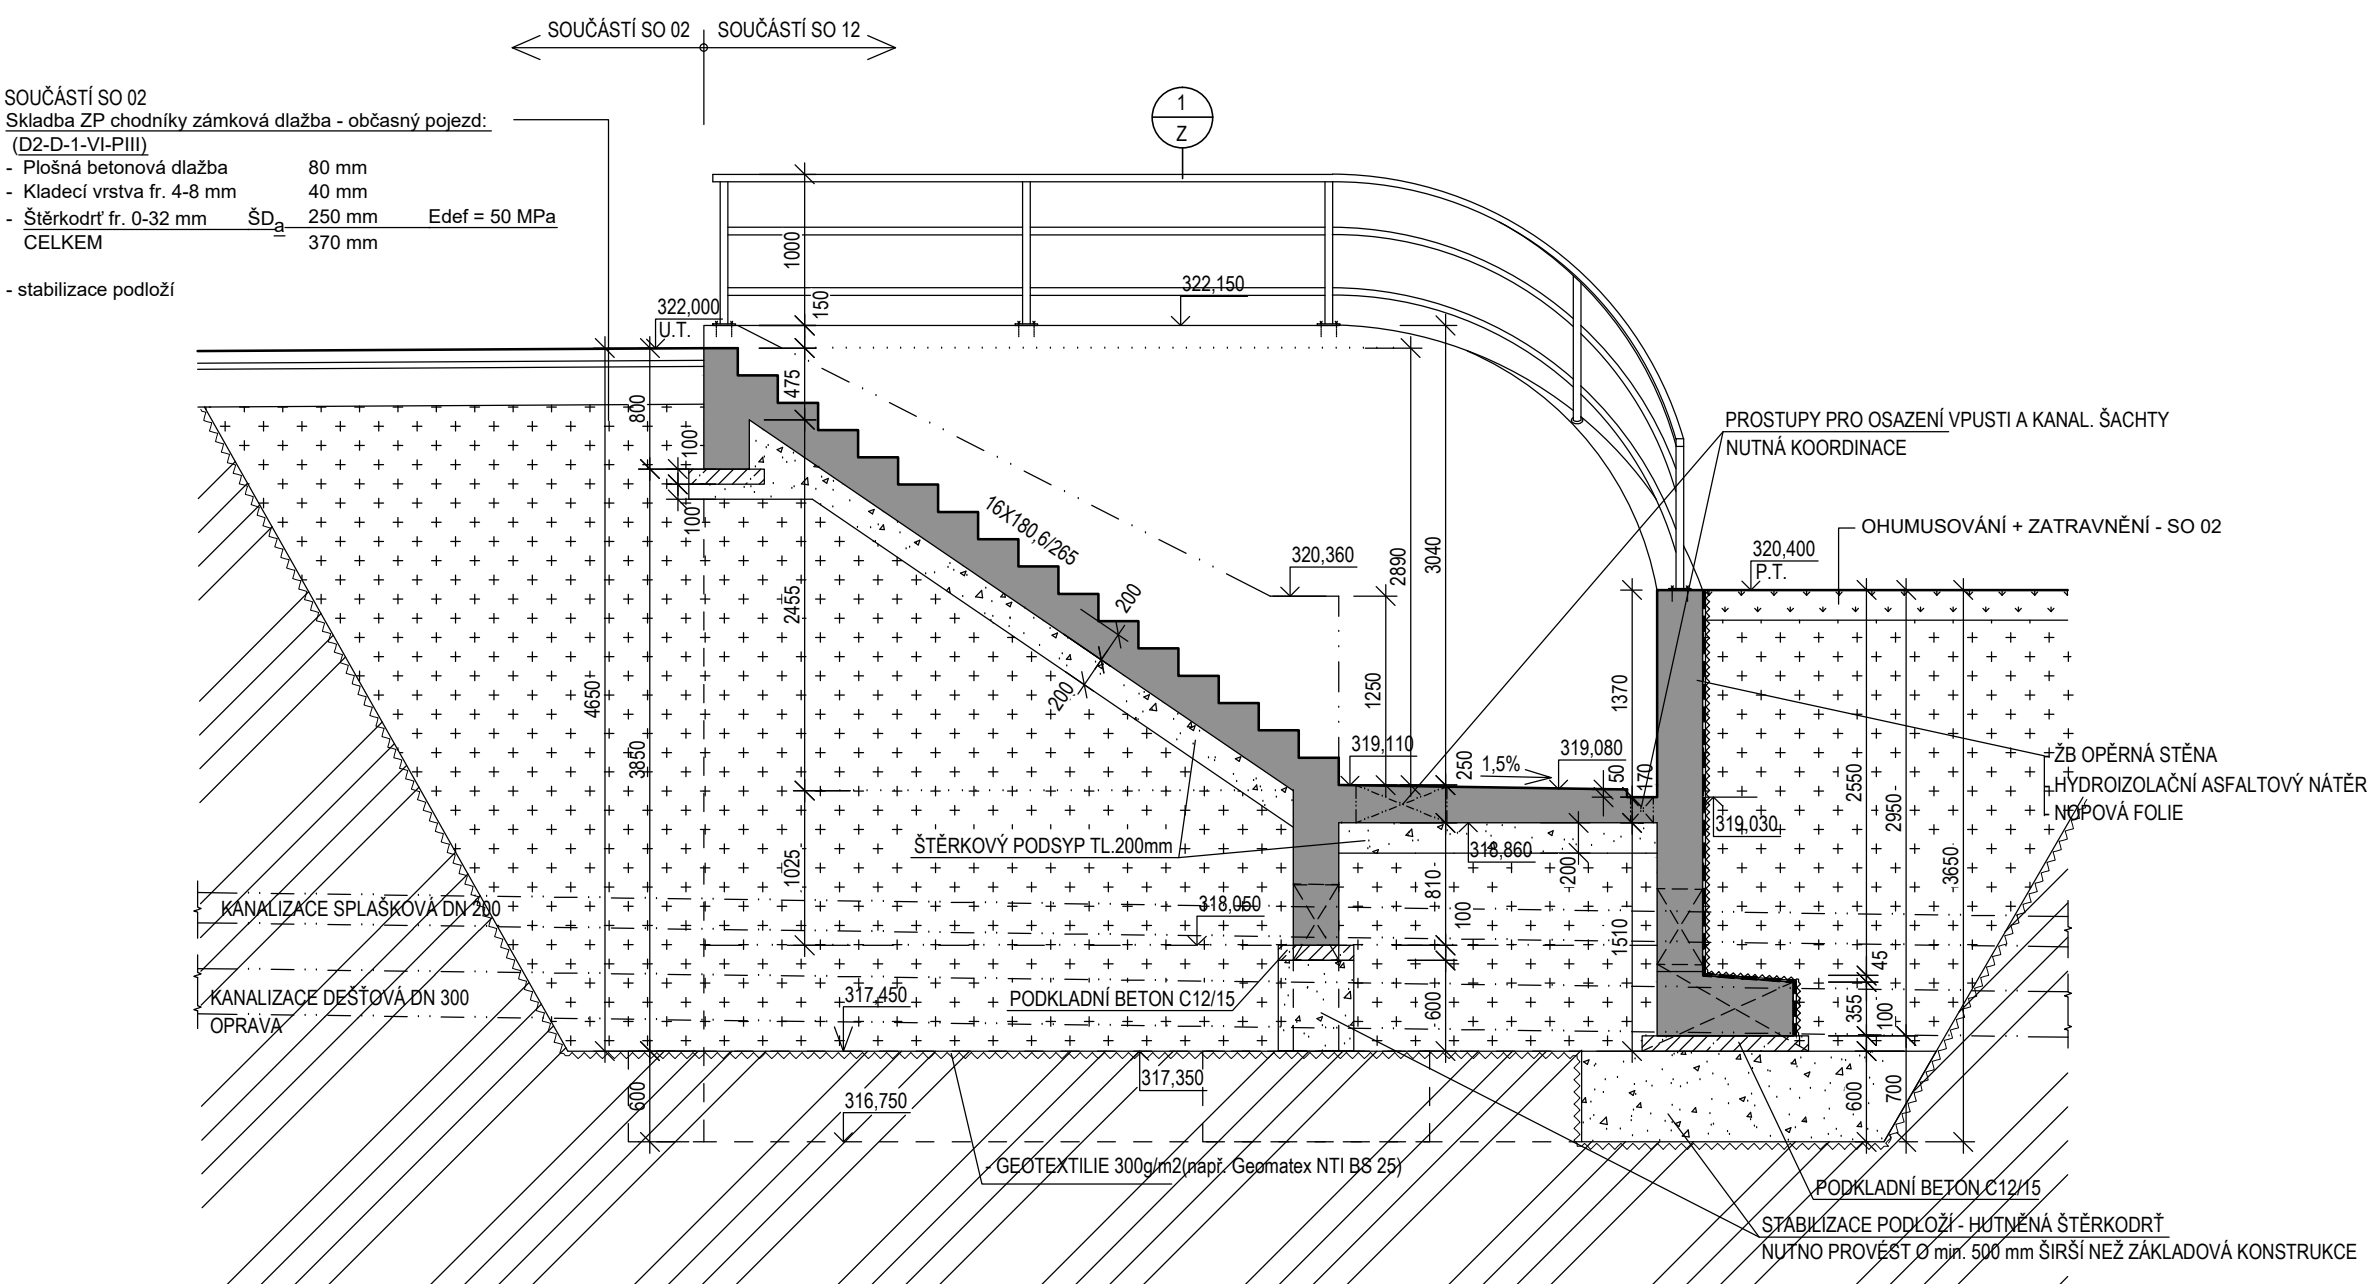 SOUČÁSTÍ SO 02
SOUČÁSTÍ SO 12
SOUČÁSTÍ SO 02
Skladba ZP chodníky zámková dlažba - občasný pojezd:
(D2-D-1-VI-PIII)
- Plošná betonová dlažba 80 mm
- Kladecí vrstva fr. 4-8 mm 40 mm
- Štěrkodrť fr. 0-32 mm ŠDa 250 mm Edef = 50 MPa
CELKEM 370 mm
- stabilizace podloží
1
Z
1000
150
322,150
322,000
U.T.
475
800
100
100
16X180,6/265
200
200
2455
4650
3850
1025
320,360
2890
3040
1250
1370
PROSTUPY PRO OSAZENÍ VPUSTI A KANAL. ŠACHTY
NUTNÁ KOORDINACE
OHUMUSOVÁNÍ + ZATRAVNĚNÍ - SO 02
320,400
P.T.
319,110
250
1,5%
319,080
50
170
319,030
2550
2950
3650
ŽB OPĚRNÁ STĚNA
HYDROIZOLAČNÍ ASFALTOVÝ NÁTĚR
- NOPOVÁ FOLIE
ŠTĚRKOVÝ PODSYP TL.200mm
318,860
200
810
100
318,050
1510
45
355
100
KANALIZACE SPLAŠKOVÁ DN 200
KANALIZACE DEŠTOVÁ DN 300
OPRAVA
317,450
PODKLADNÍ BETON C12/15
600
317,350
600
316,750
600
700
- GEOTEXTILIE 300g/m2(např. Geomatex NTI BS 25)
PODKLADNÍ BETON C12/15
STABILIZACE PODLOŽÍ - HUTNĚNÁ ŠTĚRKODRŤ
NUTNO PROVÉST O min. 500 mm ŠIRŠÍ NEŽ ZÁKLADOVÁ KONSTRUKCE